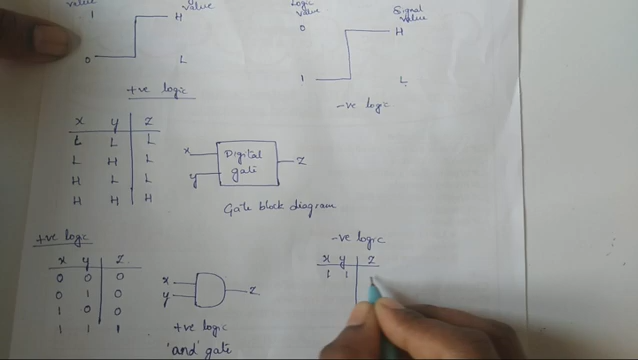 value value Logic value Signal value
1 H 0 H
0 L 1 L
+ve logic -ve logic
x y z
L L L
L H L
H L L
H H H
x y Digital gate z
Gate block diagram
+ve logic
x y z
0 0 0
0 1 0
1 0 0
1 1 1
x y z
+ve logic
'and' gate
-ve logic
x y z
1 1